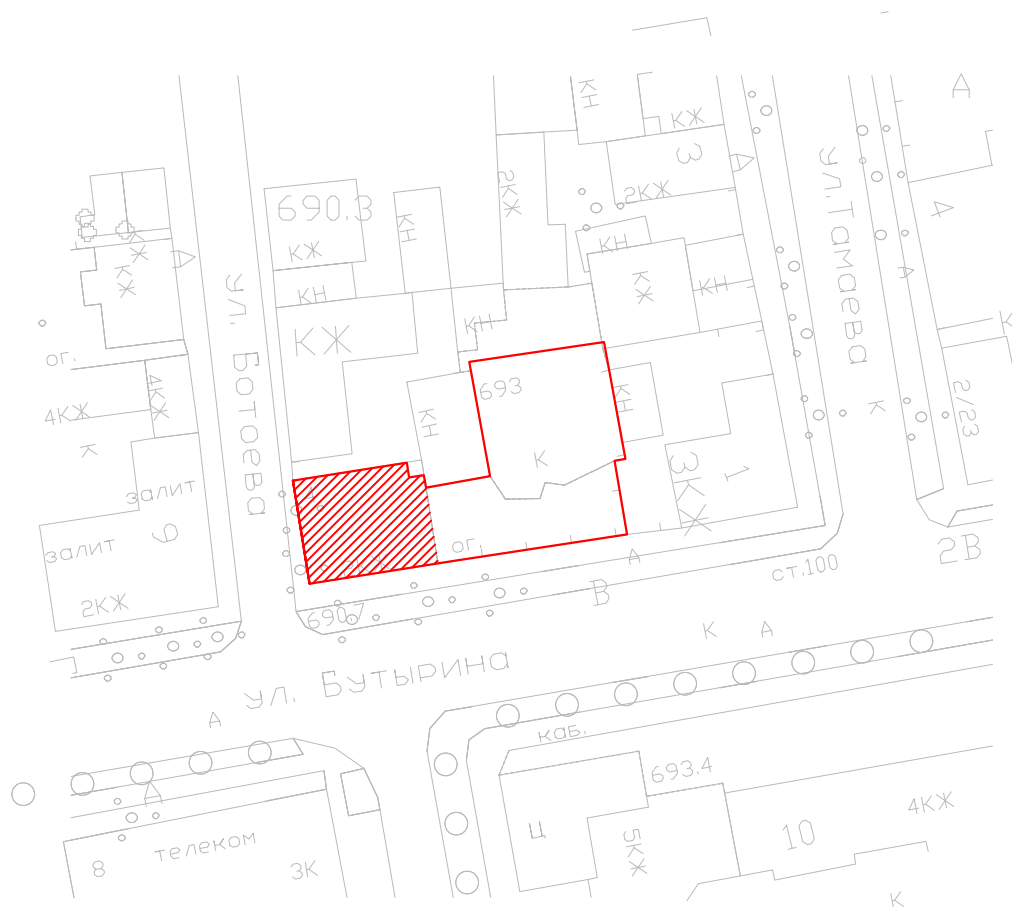 КН
КЖ
3
А
А
2КЖ
2КЖ
4
690.3
КН
КЖ
КН
А
КЖ
КЖ
КН
КЖ
КН
ул.Тамаева
А
ул. Ботоева
КЖ
КН
К
ог.
4КЖ
4КЖ
К
693
КН
КН
К
К
2/23
залит
залит
9
2КЖ
3КЖ
1
ог.
А
ст.100
2В
В
690.7
К
А
ул. Бутырина
А
каб.
693.4
А
Ц
5КЖ
10
4КЖ
телеком
8
3К
К